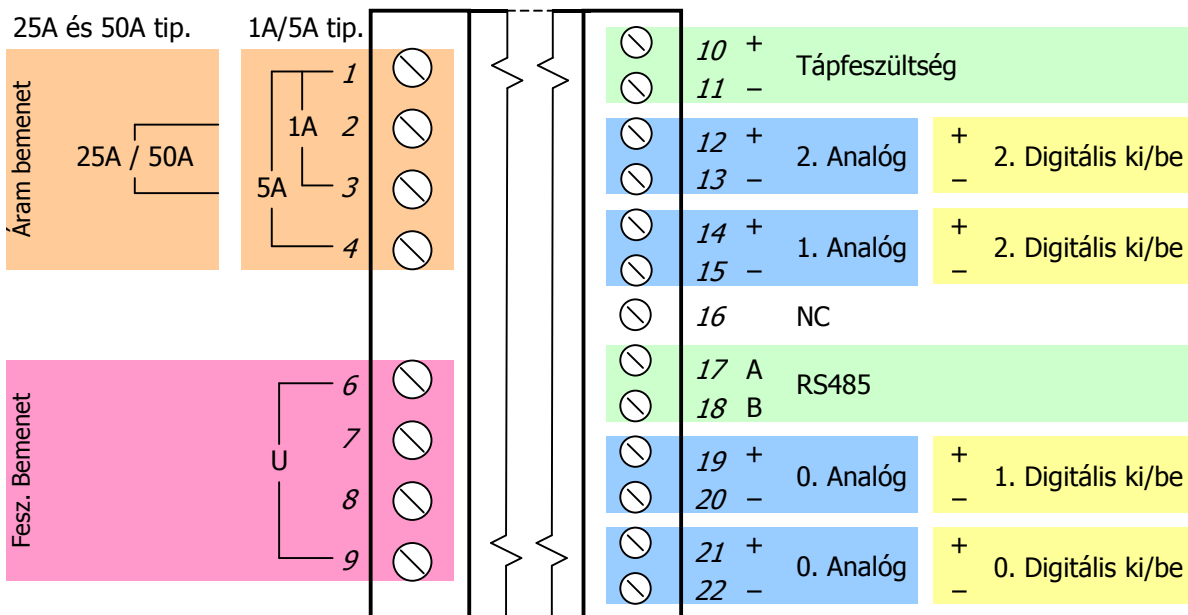 25A és 50A tip.
1A/5A tip.
Áram bemenet
25A / 50A
1
1A
2
5A
3
4
Fesz. Bemenet
U
6
7
8
9
10 + Tápfeszültség
11 –
12 + 2. Analóg + 2. Digitális ki/be
13 – –
14 + 1. Analóg + 2. Digitális ki/be
15 – –
16 NC
17 A RS485
18 B
19 + 0. Analóg + 1. Digitális ki/be
20 – –
21 + 0. Analóg + 0. Digitális ki/be
22 – –